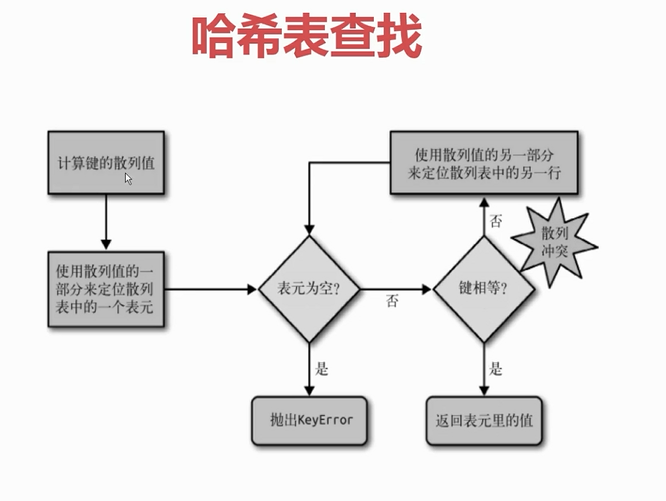 哈希表查找
计算键的散列值
使用散列值的一
部分来定位散列
表中的一个表元
表元为空?
否
是
抛出KeyError
使用散列值的另一部分
来定位散列表中的另一行
否
散列
冲突
键相等?
是
返回表元里的值